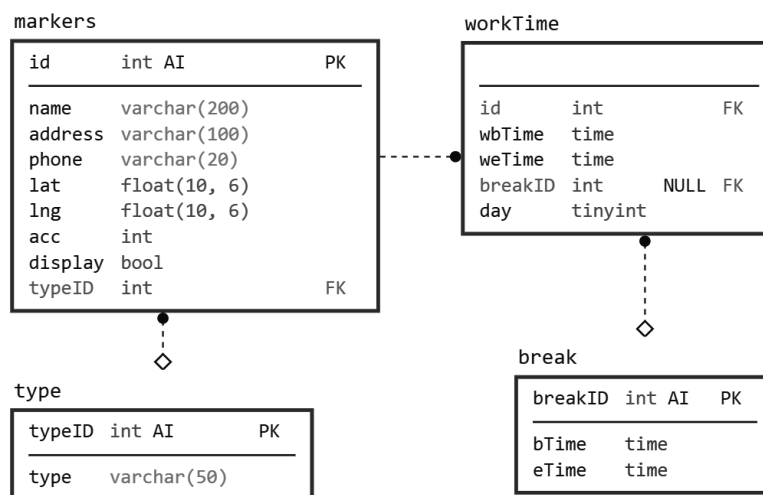 markers
id int AI PK
name varchar(200)
address varchar(100)
phone varchar(20)
lat float(10, 6)
lng float(10, 6)
acc int
display bool
typeID int FK
workTime
id int FK
wbTime time
weTime time
breakID int NULL FK
day tinyint
type
typeID int AI PK
type varchar(50)
break
breakID int AI PK
bTime time
eTime time